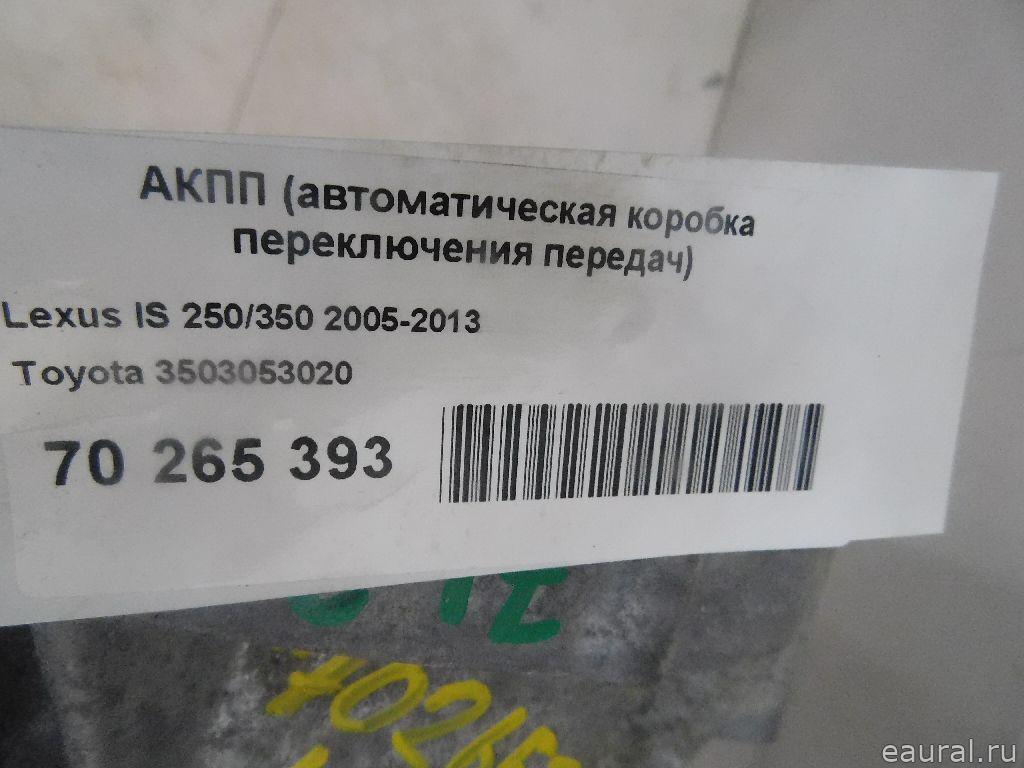 АКПП (автоматическая коробка
переключения передач)
Lexus IS 250/350 2005-2013
Toyota 3503053020
70 265 393
eaural.ru